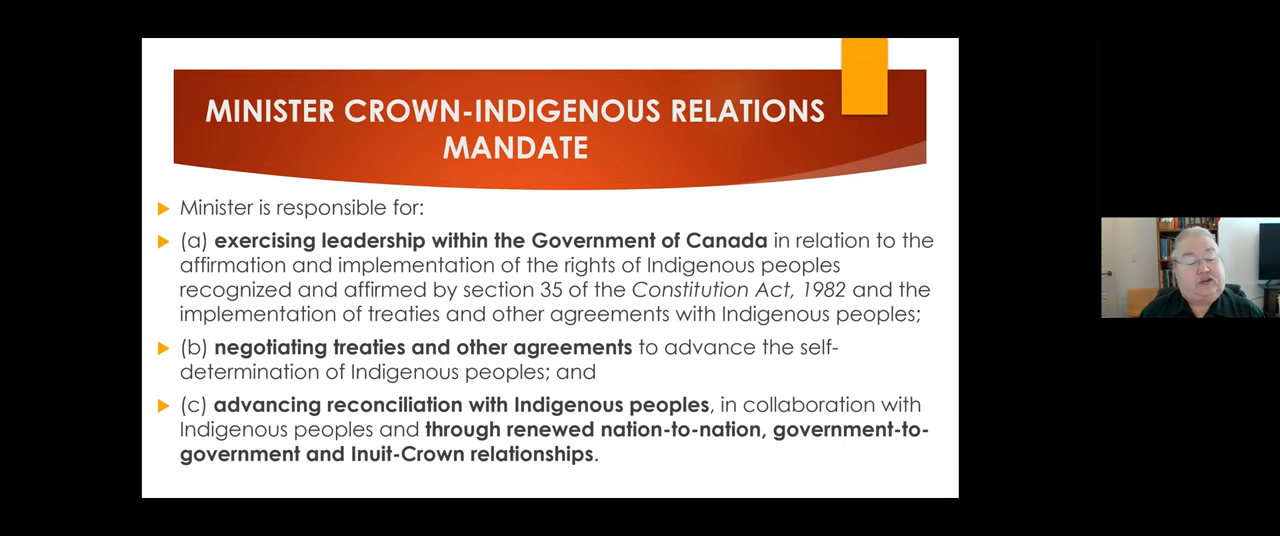 MINISTER CROWN-INDIGENOUS RELATIONS
MANDATE
Minister is responsible for:
(a) exercising leadership within the Government of Canada in relation to the
affirmation and implementation of the rights of Indigenous peoples
recognized and affirmed by section 35 of the Constitution Act, 1982 and the
implementation of treaties and other agreements with Indigenous peoples;
(b) negotiating treaties and other agreements to advance the self-
determination of Indigenous peoples; and
(c) advancing reconciliation with Indigenous peoples, in collaboration with
Indigenous peoples and through renewed nation-to-nation, government-to-
government and Inuit-Crown relationships.